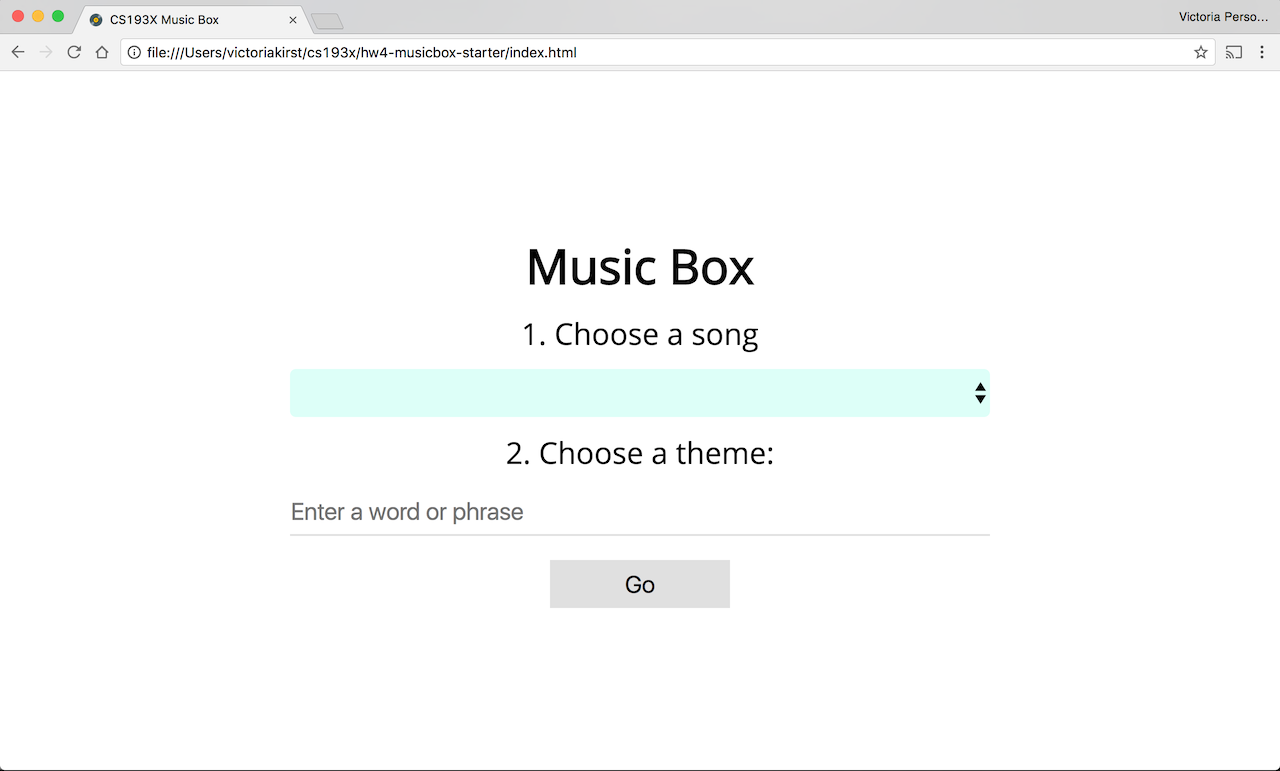 CS193X Music Box
Victoria Perso...
file:///Users/victoriakirst/cs193x/hw4-musicbox-starter/index.html
Music Box
1. Choose a song
2. Choose a theme:
Enter a word or phrase
Go